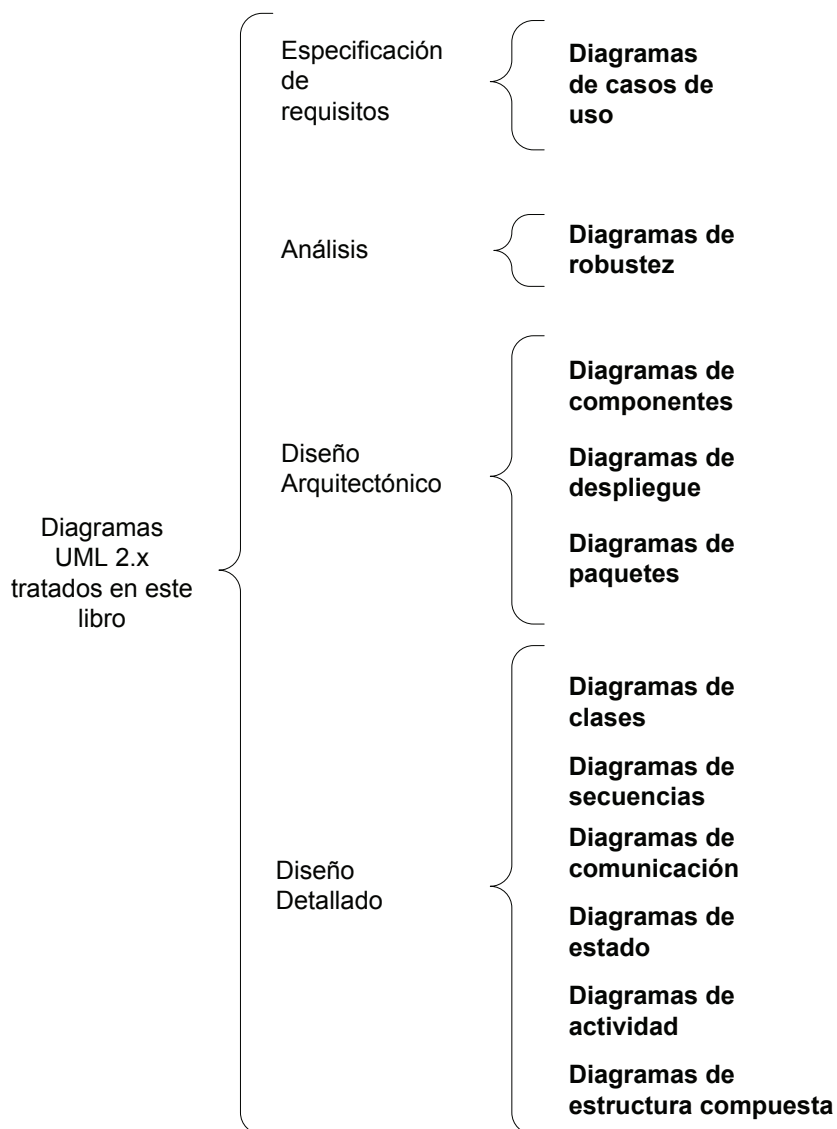 Diagramas
UML 2.x
tratados en este
libro
Especificación
de
requisitos
Diagramas
de casos de
uso
Análisis
Diagramas de
robustez
Diseño
Arquitectónico
Diagramas de
componentes
Diagramas de
despliegue
Diagramas de
paquetes
Diseño
Detallado
Diagramas de
clases
Diagramas de
secuencias
Diagramas de
comunicación
Diagramas de
estado
Diagramas de
actividad
Diagramas de
estructura compuesta